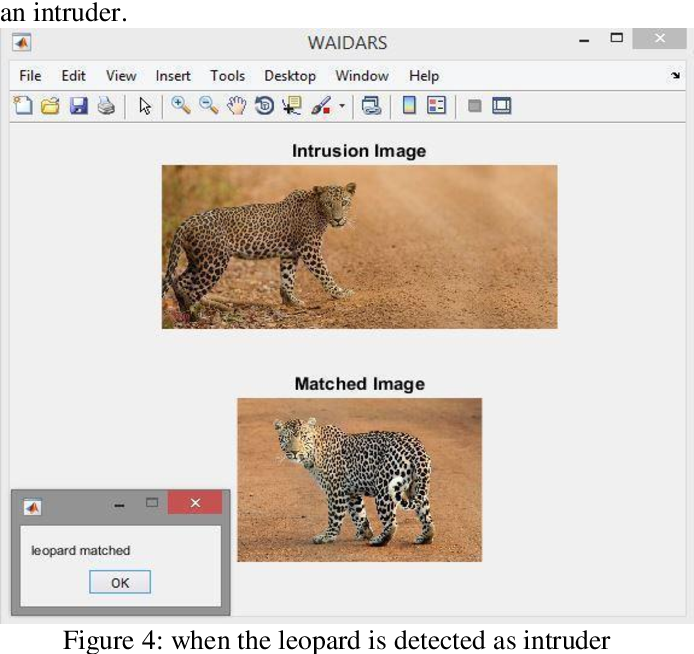 an intruder.
WAIDARS
File Edit View Insert Tools Desktop Window Help
Intrusion Image
Matched Image
leopard matched
OK
Figure 4: when the leopard is detected as intruder